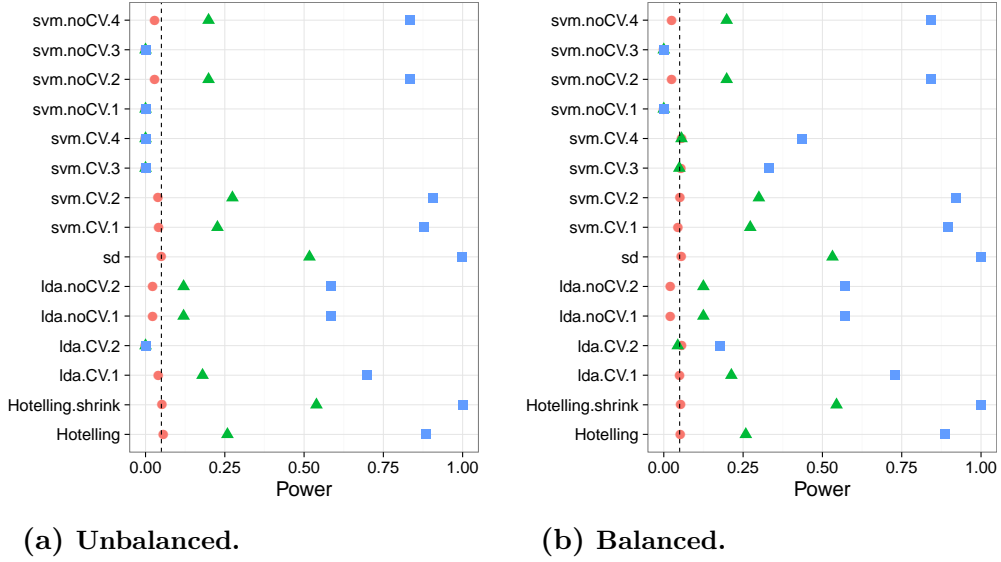 svm.noCV.4
svm.noCV.3
svm.noCV.2
svm.noCV.1
svm.CV.4
svm.CV.3
svm.CV.2
svm.CV.1
sd
lda.noCV.2
lda.noCV.1
lda.CV.2
lda.CV.1
Hotelling.shrink
Hotelling
0.00 0.25 0.50 0.75 1.00
Power
(a) Unbalanced.
svm.noCV.4
svm.noCV.3
svm.noCV.2
svm.noCV.1
svm.CV.4
svm.CV.3
svm.CV.2
svm.CV.1
sd
lda.noCV.2
lda.noCV.1
lda.CV.2
lda.CV.1
Hotelling.shrink
Hotelling
0.00 0.25 0.50 0.75 1.00
Power
(b) Balanced.